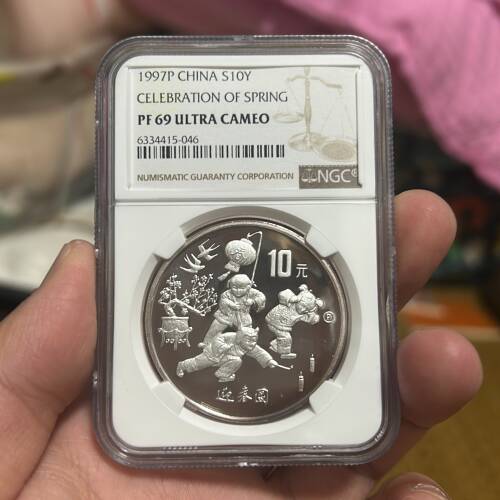 1997P CHINA S10Y
CELEBRATION OF SPRING
PF 69 ULTRA CAMEO
6334415-046
NUMISMATIC GUARANTY CORPORATION
NGC®
10元
P
迎春图